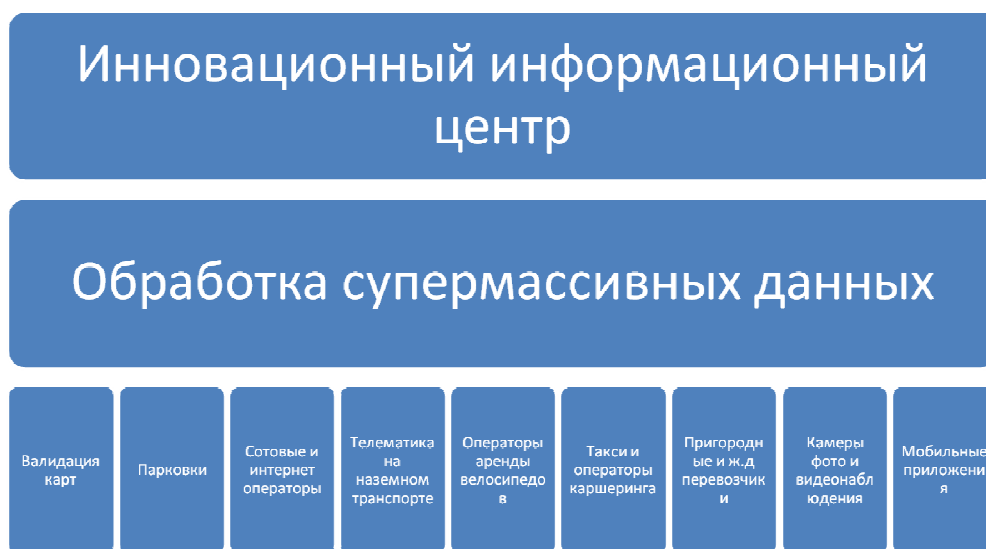 Инновационный информационный
центр
Обработка супермассивных данных
Валидация
карт
Парковки
Сотовые и
интернет
операторы
Телематика
на
наземном
транспорте
Операторы
аренды
велосипедо
в
Такси и
операторы
каршеринга
Пригородн
ые и ж.д
перевозчик
и
Камеры
фото и
видеонабл
юдения
Мобильные
приложени
я